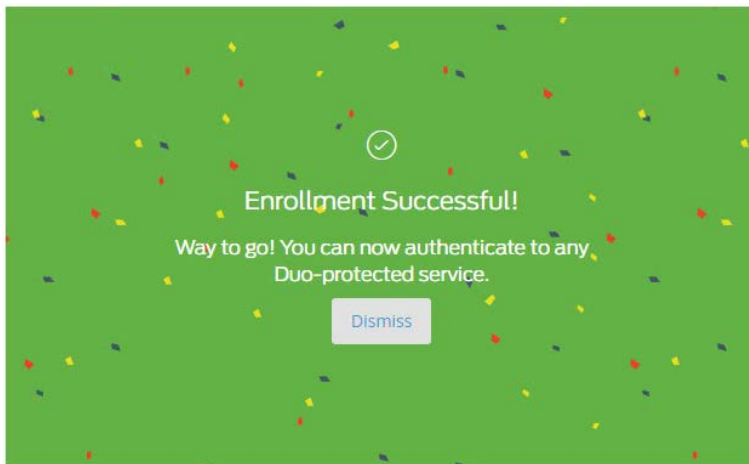 Enrollment Successful!
Way to go! You can now authenticate to any
Duo-protected service.
Dismiss